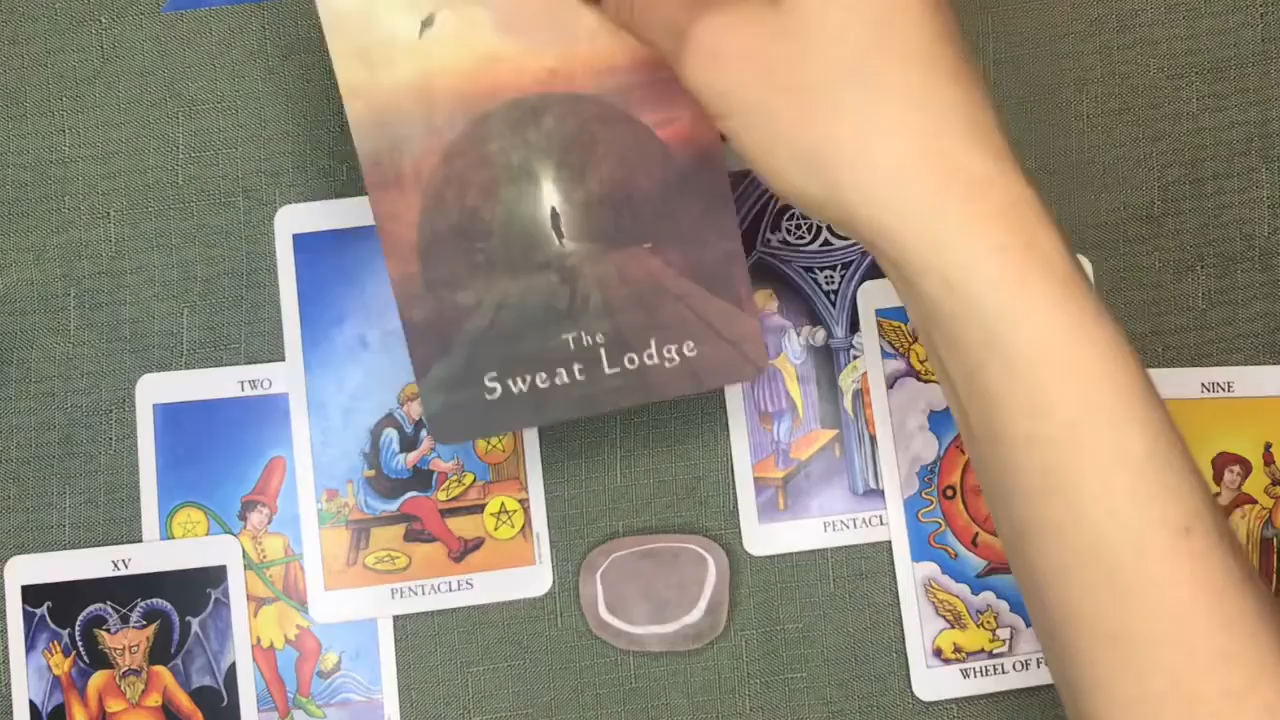 The
Sweat Lodge
TWO
NINE
PENTACL
XV
PENTACLES
WHEEL OF F